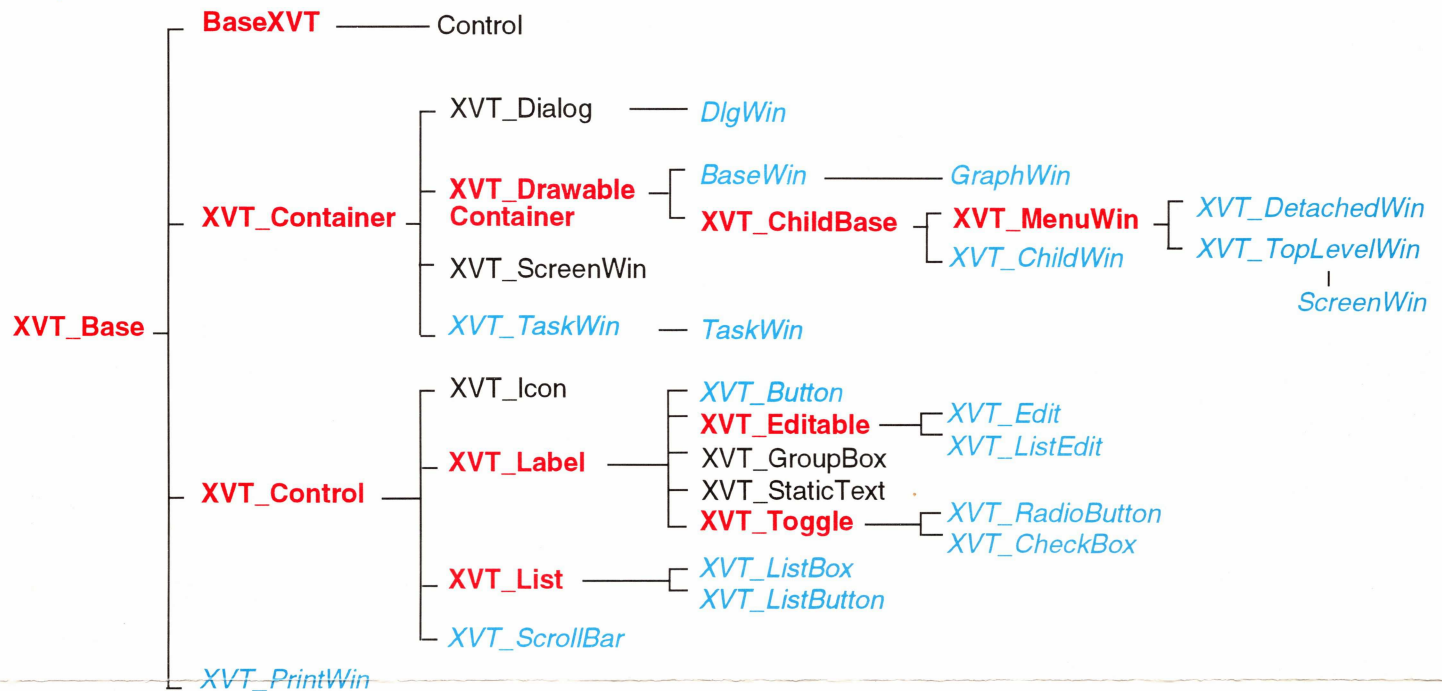 BaseXVT Control
XVT_Dialog DlgWin
XVT_Drawable
Container
BaseWin GraphWin
XVT_Container XVT_ChildBase XVT_MenuWin XVT_DetachedWin
XVT_ChildWin XVT_TopLevelWin
XVT_ScreenWin
ScreenWin
XVT_Base
XVT_TaskWin TaskWin
XVT_Icon XVT_Button
XVT_Editable XVT_Edit
XVT_ListEdit
XVT_Label XVT_GroupBox
XVT_Control XVT_StaticText
XVT_Toggle XVT_RadioButton
XVT_CheckBox
XVT_List XVT_ListBox
XVT_ListButton
XVT_ScrollBar
XVT_PrintWin